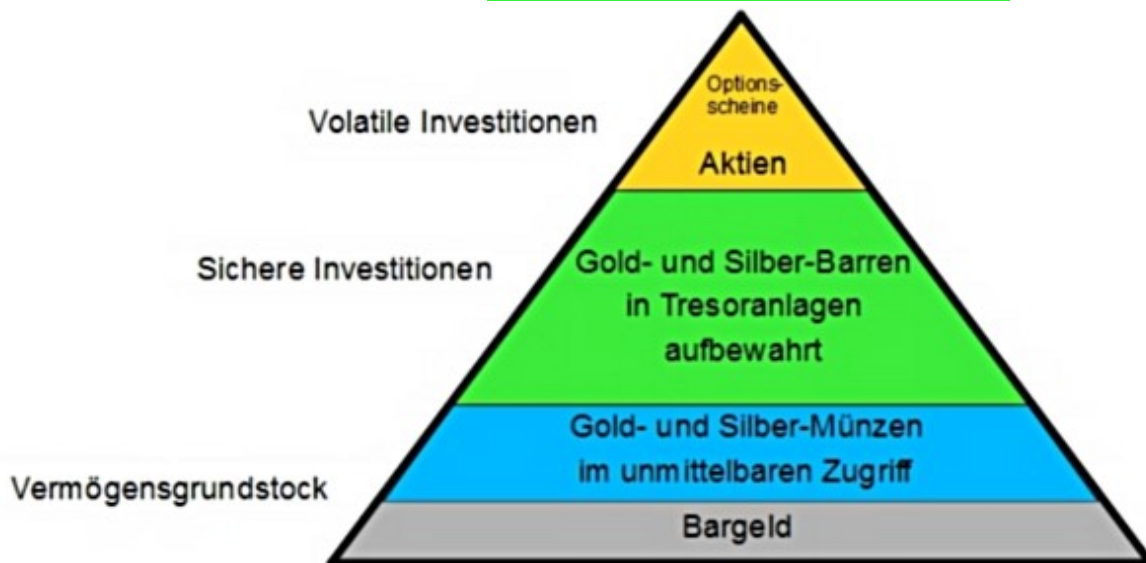 Options-
scheine
Volatile Investitionen
Aktien
Sichere Investitionen
Gold- und Silber-Barren
in Tresoranlagen
aufbewahrt
Gold- und Silber-Münzen
im unmittelbaren Zugriff
Vermögensgrundstock
Bargeld